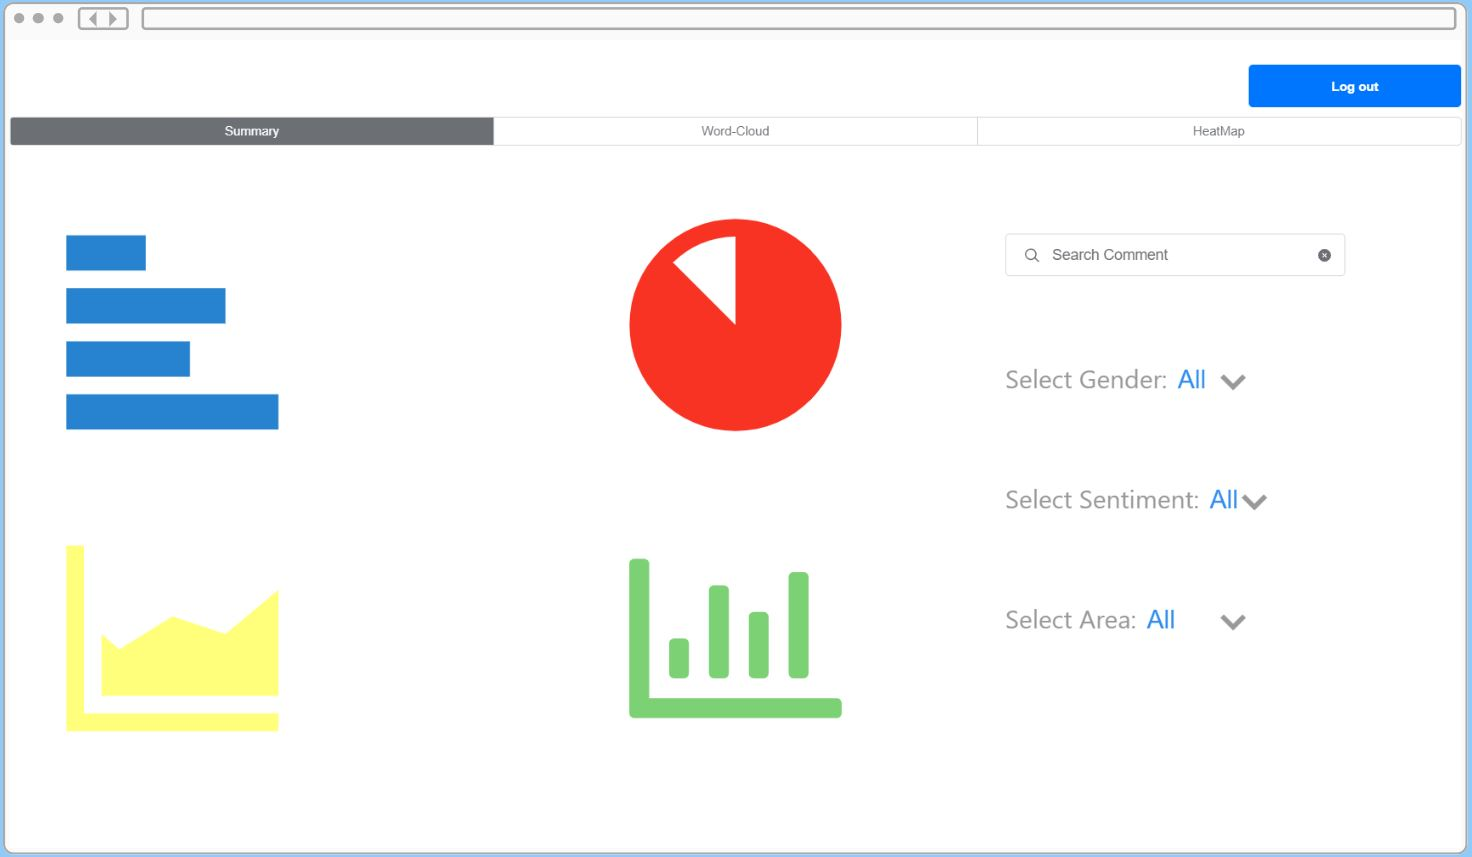 Log out
Summary
Word-Cloud
HeatMap
Search Comment
Select Gender: All
Select Sentiment: All
Select Area: All